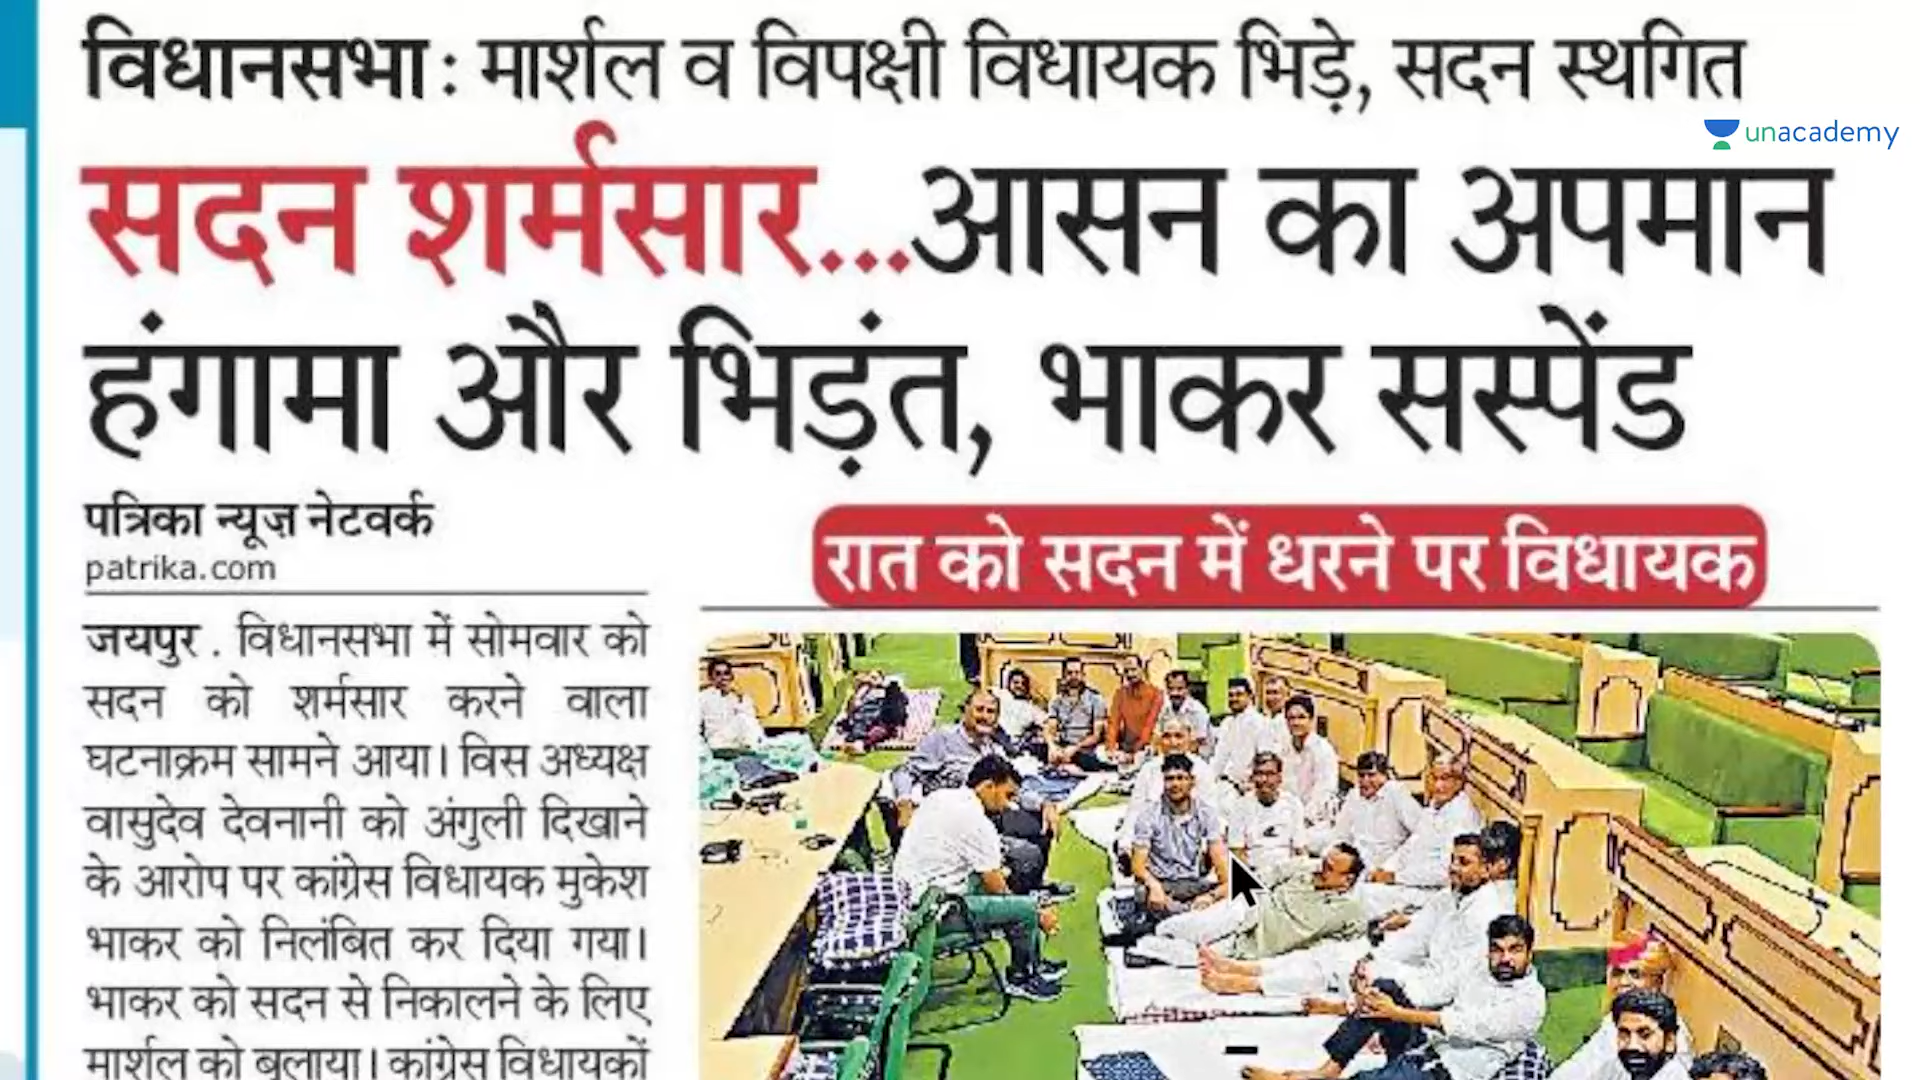 विधानसभा : मार्शल व विपक्षी विधायक भिड़े, सदन स्थगित
unacademy
सदन शर्मसार...आसन का अपमान
हंगामा और भिड़ंत, भाकर सस्पेंड
पत्रिका न्यूज़ नेटवर्क
patrika.com
जयपुर . विधानसभा में सोमवार को
सदन को शर्मसार करने वाला
घटनाक्रम सामने आया। विस अध्यक्ष
वासुदेव देवनानी को अंगुली दिखाने
के आरोप पर कांग्रेस विधायक मुकेश
भाकर को निलंबित कर दिया गया।
भाकर को सदन से निकालने के लिए
मार्शल को बुलाया। कांग्रेस विधायकों
रात को सदन में धरने पर विधायक